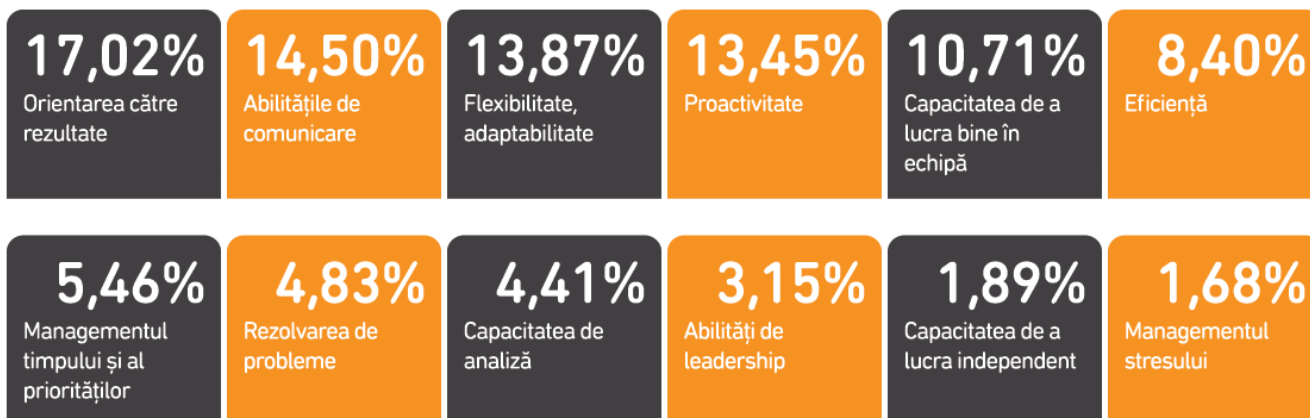 17,02%
Orientarea către
rezultate
14,50%
Abilitățile de
comunicare
13,87%
Flexibilitate,
adaptabilitate
13,45%
Proactivitate
10,71%
Capacitatea de a
lucra bine în
echipă
8,40%
Eficiență
5,46%
Managementul
timpului și al
priorităților
4,83%
Rezolvarea de
probleme
4,41%
Capacitatea de
analiză
3,15%
Abilități de
leadership
1,89%
Capacitatea de a
lucra independent
1,68%
Managementul
stresului